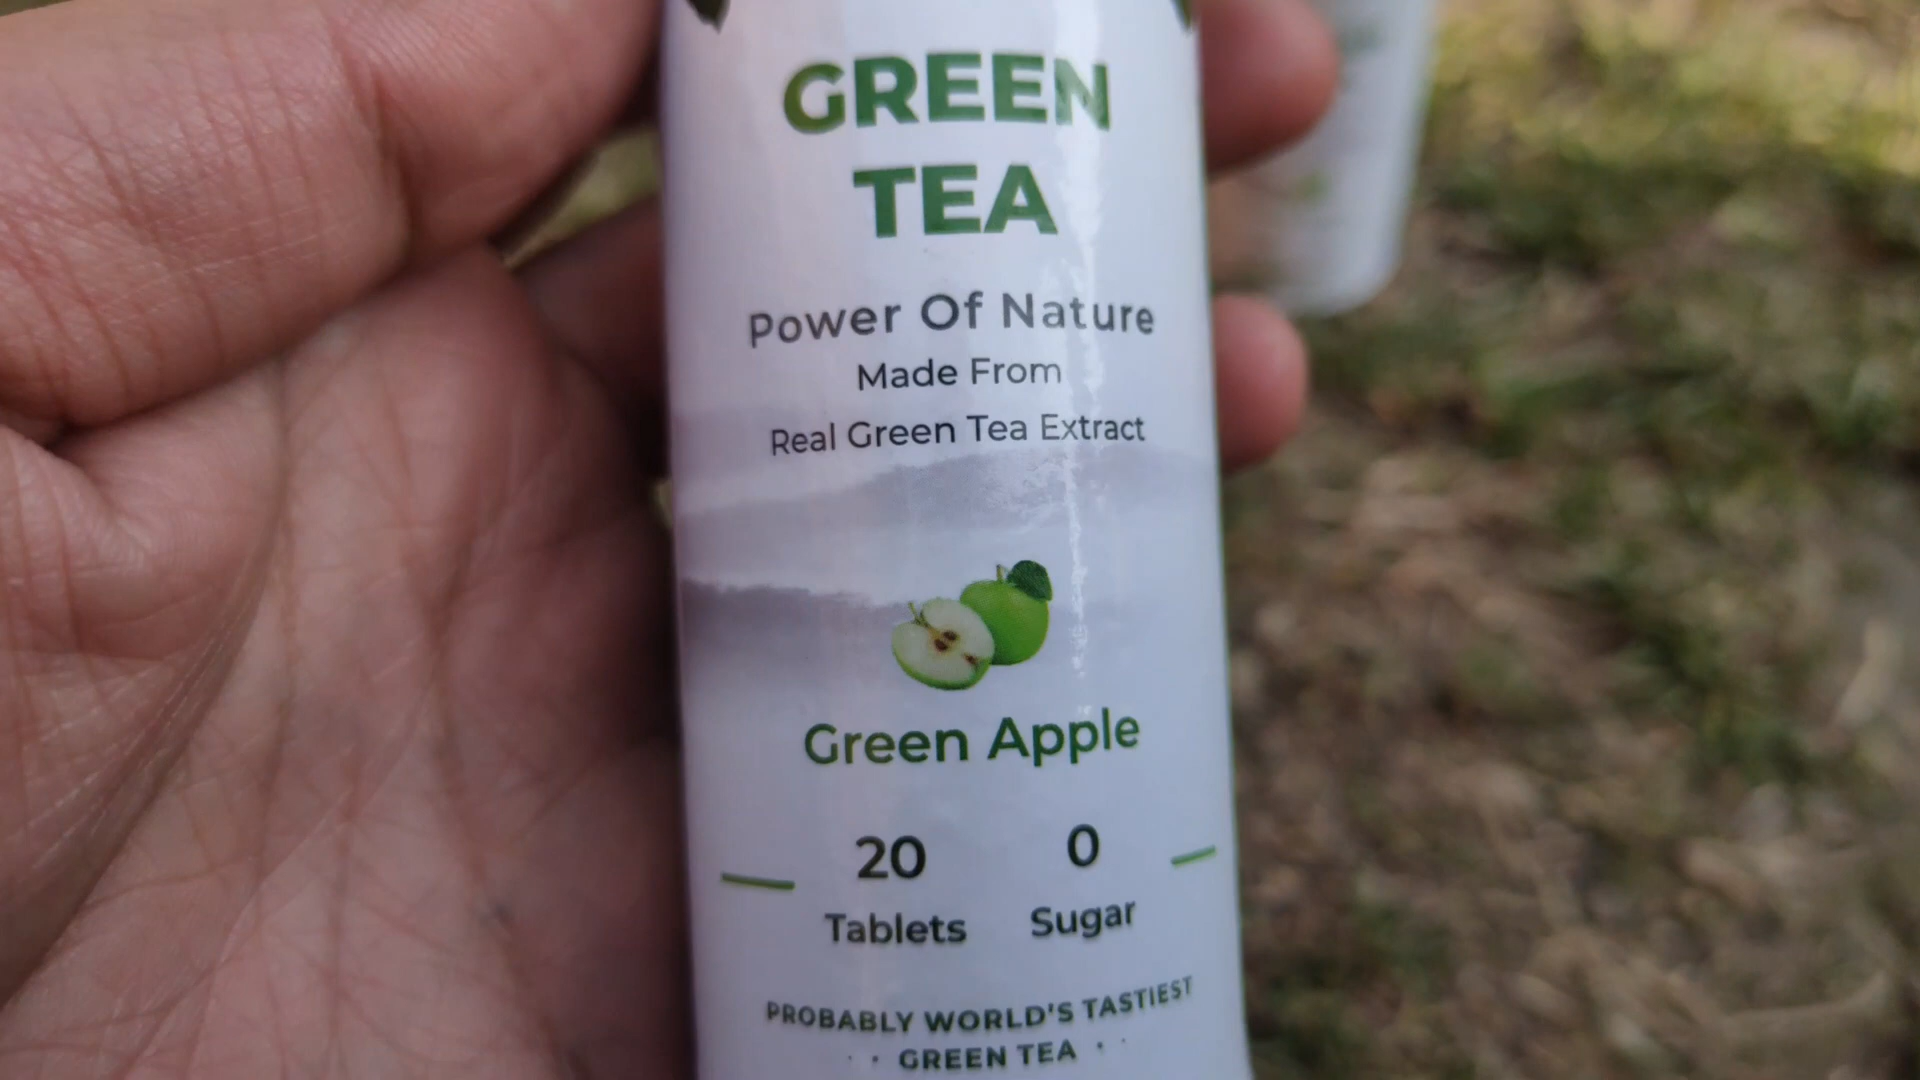 GREEN
TEA
Power Of Nature
Made From
Real Green Tea Extract
Green Apple
20 0
Tablets Sugar
PROBABLY WORLD'S TASTIEST
GREEN TEA